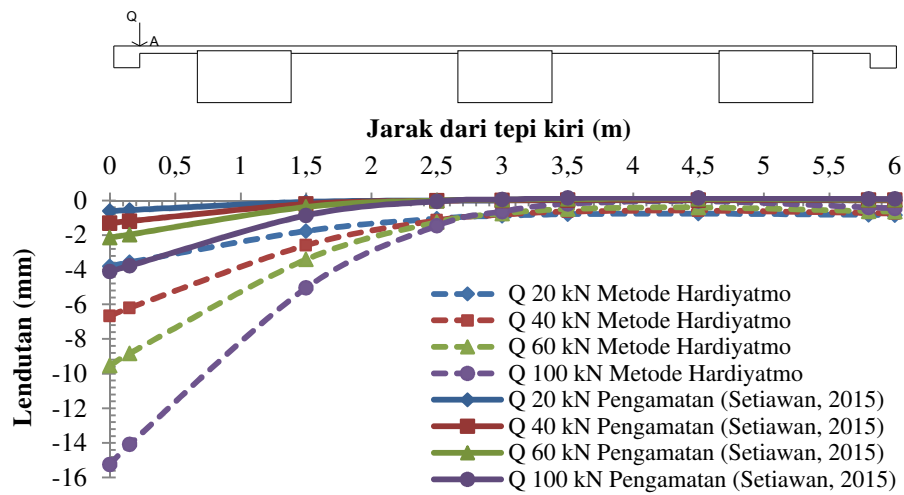 Q
A
Jarak dari tepi kiri (m)
0 0,5 1 1,5 2 2,5 3 3,5 4 4,5 5 5,5 6
0
-2
-4
-6
-8
-10
-12
-14
-16
Lendutan (mm)
Q 20 kN Metode Hardiyatmo
Q 40 kN Metode Hardiyatmo
Q 60 kN Metode Hardiyatmo
Q 100 kN Metode Hardiyatmo
Q 20 kN Pengamatan (Setiawan, 2015)
Q 40 kN Pengamatan (Setiawan, 2015)
Q 60 kN Pengamatan (Setiawan, 2015)
Q 100 kN Pengamatan (Setiawan, 2015)